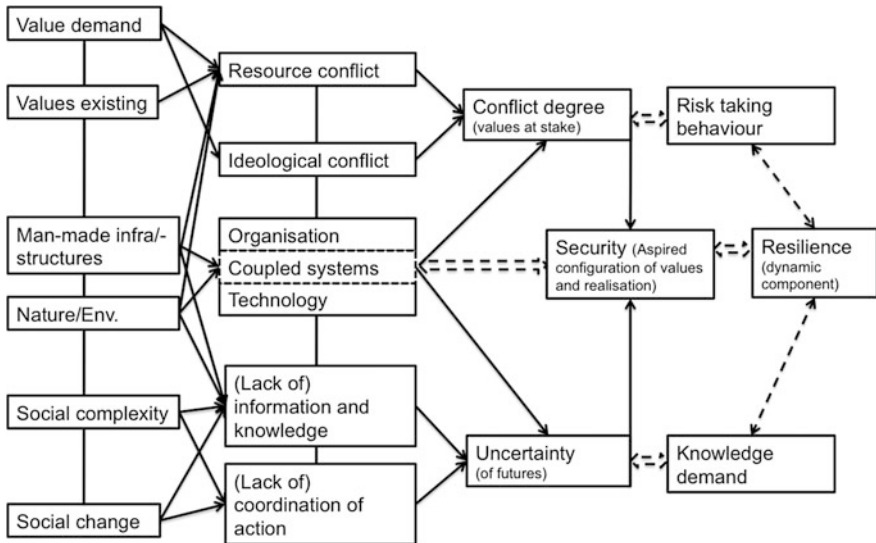 Value demand
Values existing
Man-made infra/-
structures
Nature/Env.
Social complexity
Social change
Resource conflict
Ideological conflict
Organisation
Coupled systems
Technology
(Lack of)
information and
knowledge
(Lack of)
coordination of
action
Conflict degree
(values at stake)
Security (Aspired
configuration of values
and realisation)
Uncertainty
(of futures)
Risk taking
behaviour
Resilience
(dynamic
component)
Knowledge
demand